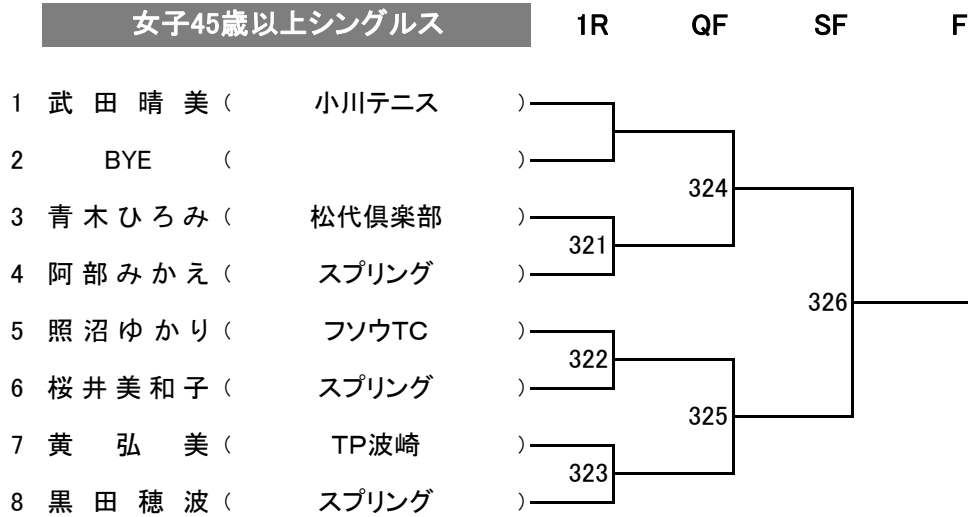 女子45歳以上シングルス 1R QF SF F
1 武田晴美 ( 小川テニス )
2 BYE ( )
324
3 青木ひろみ ( 松代倶楽部 )
321
4 阿部みかえ ( スプリング )
326
5 照沼ゆかり ( フソウTC )
322
6 桜井美和子 ( スプリング )
325
7 黄弘美 ( TP波崎 )
323
8 黒田穂波 ( スプリング )